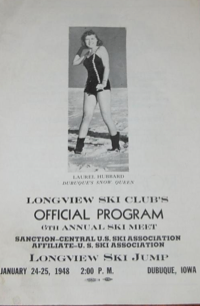 LAUREL HUBBARD
DUBUQUE'S SNOW QUEEN
LONGVIEW SKI CLUB'S
OFFICIAL PROGRAM
6TH ANNUAL SKI MEET
SANCTION-CENTRAL U.S. SKI ASSOCIATION
AFFILIATE-U. S. SKI ASSOCIATION
LONGVIEW SKI JUMP
JANUARY 24-25, 1948 2:00 P. M. DUBUQUE, IOWA